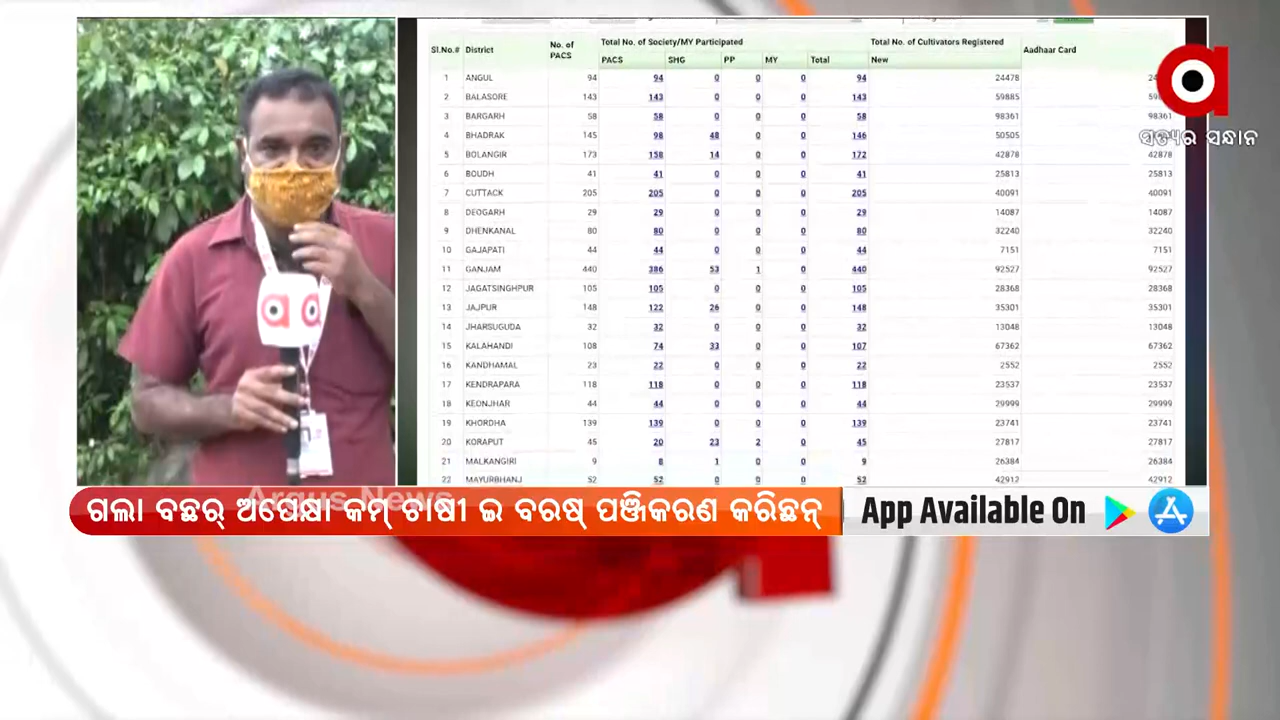 Sl.No.# District No. of PACS Total No. of Society/MY Participated Total No. of Cultivators Registered Aadhaar Card
PACS SHG PP MY Total New
1 ANGUL 94 94 0 0 0 94 24478
2 BALASORE 143 143 0 0 0 143 59885
3 BARGARH 58 58 0 0 0 58 98361 98361
4 BHADRAK 145 98 48 0 0 146 50505
5 BOLANGIR 173 158 14 0 0 172 42878 42878
6 BOUDH 41 41 0 0 0 41 25813 25813
7 CUTTACK 205 205 0 0 0 205 40091 40091
8 DEOGARH 29 29 0 0 0 29 14087 14087
9 DHENKANAL 80 80 0 0 0 80 32240 32240
10 GAJAPATI 44 44 0 0 0 44 7151 7151
11 GANJAM 440 386 53 1 0 440 92527 92527
12 JAGATSINGHPUR 105 105 0 0 0 105 28368 28368
13 JAJPUR 148 122 26 0 0 148 35301 35301
14 JHARSUGUDA 32 32 0 0 0 32 13048 13048
15 KALAHANDI 108 74 33 0 0 107 67362 67362
16 KANDHAMAL 23 22 0 0 0 22 2552 2552
17 KENDRAPARA 118 118 0 0 0 118 23537 23537
18 KEONJHAR 44 44 0 0 0 44 29999 29999
19 KHORDHA 139 139 0 0 0 139 23741 23741
20 KORAPUT 45 20 23 2 0 45 27817 27817
21 MALKANGIRI 9 8 1 0 0 9 26384 26384
22 MAYURBHANJ 52 52 0 0 0 52 42912 42912
ସତ୍ୟର ସନ୍ଧାନ
Argus News
ଗଲା ବଛର୍ ଅପେକ୍ଷା କମ୍ ଚାଷୀ ଇ ବରଷ୍ ପଞ୍ଜିକରଣ କରିଛନ୍
App Available On